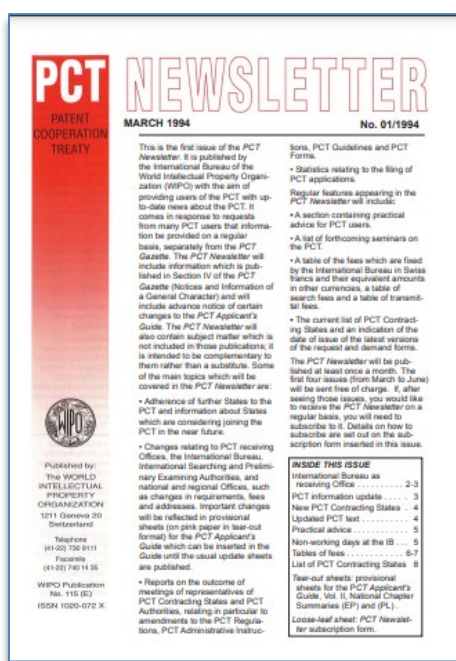 PCT
NEWSLETTER
PATENT
COOPERATION
TREATY
MARCH 1994
No. 01/1994
This is the first issue of the PCT
Newsletter. It is published by
the International Bureau of the
World Intellectual Property Organi-
zation (WIPO) with the aim of
providing users of the PCT with up-
to-date news about the PCT. It
comes in response to requests
from many PCT users that informa-
tion be provided on a regular
basis, separately from the PCT
Gazette. The PCT Newsletter will
include information which is pub-
lished in Section IV of the PCT
Gazette (Notices and Information of
a General Character) and will
include advance notice of certain
changes to the PCT Applicant's
Guide. The PCT Newsletter will
also contain subject matter which is
not included in those publications; it
is intended to be complementary to
them rather than a substitute. Some
of the main topics which will be
covered in the PCT Newsletter are:
• Adherence of further States to the
PCT and information about States
which are considering joining the
PCT in the near future.
• Changes relating to PCT receiving
Offices, the International Bureau,
International Searching and Prelimi-
nary Examining Authorities, and
national and regional Offices, such
as changes in requirements, fees
and addresses. Important changes
will be reflected in provisional
sheets (on pink paper in tear-out
format) for the PCT Applicant's
Guide which can be inserted in the
Guide until the usual update sheets
are published.
• Reports on the outcome of
meetings of representatives of
PCT Contracting States and PCT
Authorities, relating in particular to
amendments to the PCT Regula-
tions, PCT Administrative Instruc-
tions, PCT Guidelines and PCT
Forms.
• Statistics relating to the filing of
PCT applications.
Regular features appearing in the
PCT Newsletter will include:
• A section containing practical
advice for PCT users.
• A list of forthcoming seminars on
the PCT.
• A table of the fees which are fixed
by the International Bureau in Swiss
francs and their equivalent amounts
in other currencies, a table of
search fees and a table of transmit-
tal fees.
• The current list of PCT Contract-
ing States and an indication of the
date of issue of the latest versions
of the request and demand forms.
The PCT Newsletter will be pub-
lished at least once a month. The
first four issues (from March to June)
will be sent free of charge. If, after
seeing those issues, you would like
to receive the PCT Newsletter on a
regular basis, you will need to
subscribe to it. Details on how to
subscribe are set out on the sub-
scription form inserted in this issue.
INSIDE THIS ISSUE
International Bureau as
receiving Office . . . . . . . . . 2-3
PCT information update . . . . . 3
New PCT Contracting States . 4
Updated PCT text . . . . . . . . . 4
Practical advice . . . . . . . . . . 5
Non-working days at the IB . . . 5
Tables of fees . . . . . . . . . . . 6-7
List of PCT Contracting States 8
Tear-out sheets: provisional
sheets for the PCT Applicant's
Guide, Vol. II, National Chapter
Summaries (EP) and (PL) .
Loose-leaf sheet: PCT Newslet-
ter subscription form.
WIPO
Published by:
The WORLD
INTELLECTUAL
PROPERTY
ORGANIZATION
1211 Geneva 20
Switzerland
Telephone
(41-22) 730 9111
Facsimile
(41-22) 740 14 35
WIPO Publication
No. 115 (E)
ISSN 1020-072 X